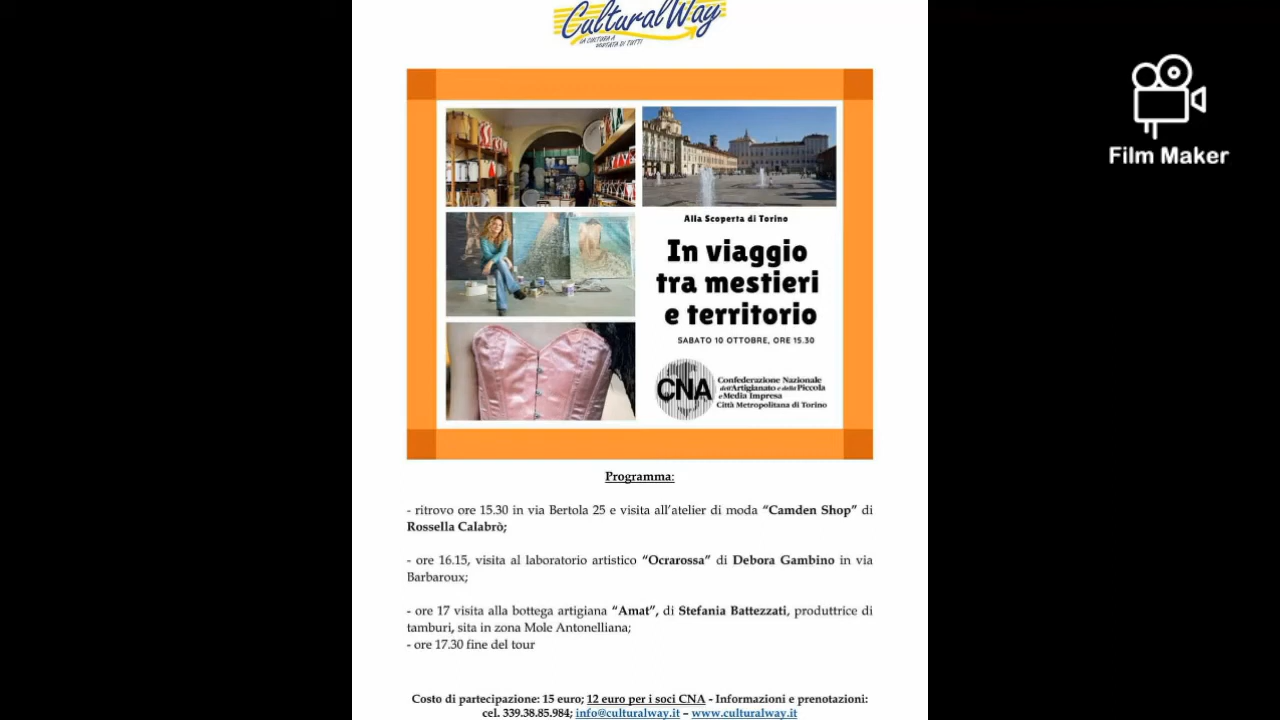 CulturalWay
LA CULTURA A
PORTATA DI TUTTI
Film Maker
Alla Scoperta di Torino
In viaggio
tra mestieri
e territorio
SABATO 10 OTTOBRE, ORE 15.30
CNA
Confederazione Nazionale
dell'Artigianato e della Piccola
e Media Impresa
Città Metropolitana di Torino
Programma:
- ritrovo ore 15.30 in via Bertola 25 e visita all'atelier di moda “Camden Shop” di
Rossella Calabrò;
- ore 16.15, visita al laboratorio artistico “Ocrarossa” di Debora Gambino in via
Barbaroux;
- ore 17 visita alla bottega artigiana “Amat”, di Stefania Battezzati, produttrice di
tamburi, sita in zona Mole Antonelliana;
- ore 17.30 fine del tour
Costo di partecipazione: 15 euro; 12 euro per i soci CNA - Informazioni e prenotazioni:
cel. 339.38.85.984; info@culturalway.it – www.culturalway.it